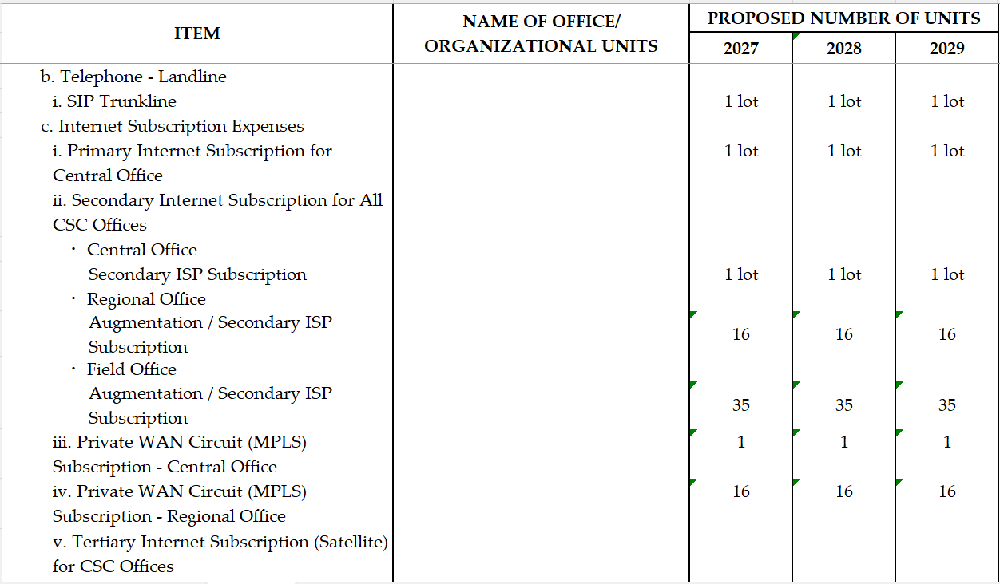 ITEM
NAME OF OFFICE/
ORGANIZATIONAL UNITS
PROPOSED NUMBER OF UNITS
2027 2028 2029
b. Telephone - Landline
i. SIP Trunkline 1 lot 1 lot 1 lot
c. Internet Subscription Expenses
i. Primary Internet Subscription for 1 lot 1 lot 1 lot
Central Office
ii. Secondary Internet Subscription for All
CSC Offices
· Central Office
Secondary ISP Subscription 1 lot 1 lot 1 lot
· Regional Office
Augmentation / Secondary ISP
Subscription 16 16 16
· Field Office
Augmentation / Secondary ISP
Subscription 35 35 35
iii. Private WAN Circuit (MPLS) 1 1 1
Subscription - Central Office
iv. Private WAN Circuit (MPLS) 16 16 16
Subscription - Regional Office
v. Tertiary Internet Subscription (Satellite)
for CSC Offices